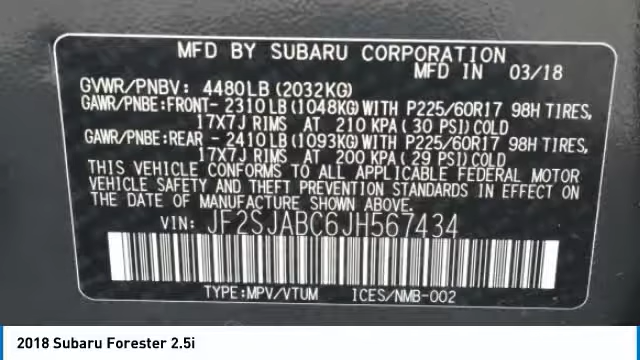 MFD BY SUBARU CORPORATION
MFD IN 03/18
GVWR/PNBV: 4480LB(2032KG)
GAWR/PNBE:FRONT- 2310LB(1048KG)WITH P225/60R17 98H TIRES,
17X7J RIMS AT 210 KPA(30 PSI)COLD
GAWR/PNBE:REAR - 2410LB(1093KG)WITH P225/60R17 98H TIRES,
17X7J RIMS AT 200 KPA(29 PSI)COLD
THIS VEHICLE CONFORMS TO ALL APPLICABLE FEDERAL MOTOR
VEHICLE SAFETY AND THEFT PREVENTION STANDARDS IN EFFECT ON
THE DATE OF MANUFACTURE SHOWN ABOVE.
VIN: JF2SJABC6JH567434
TYPE:MPV/VTUM ICES/NMB-002
2018 Subaru Forester 2.5i